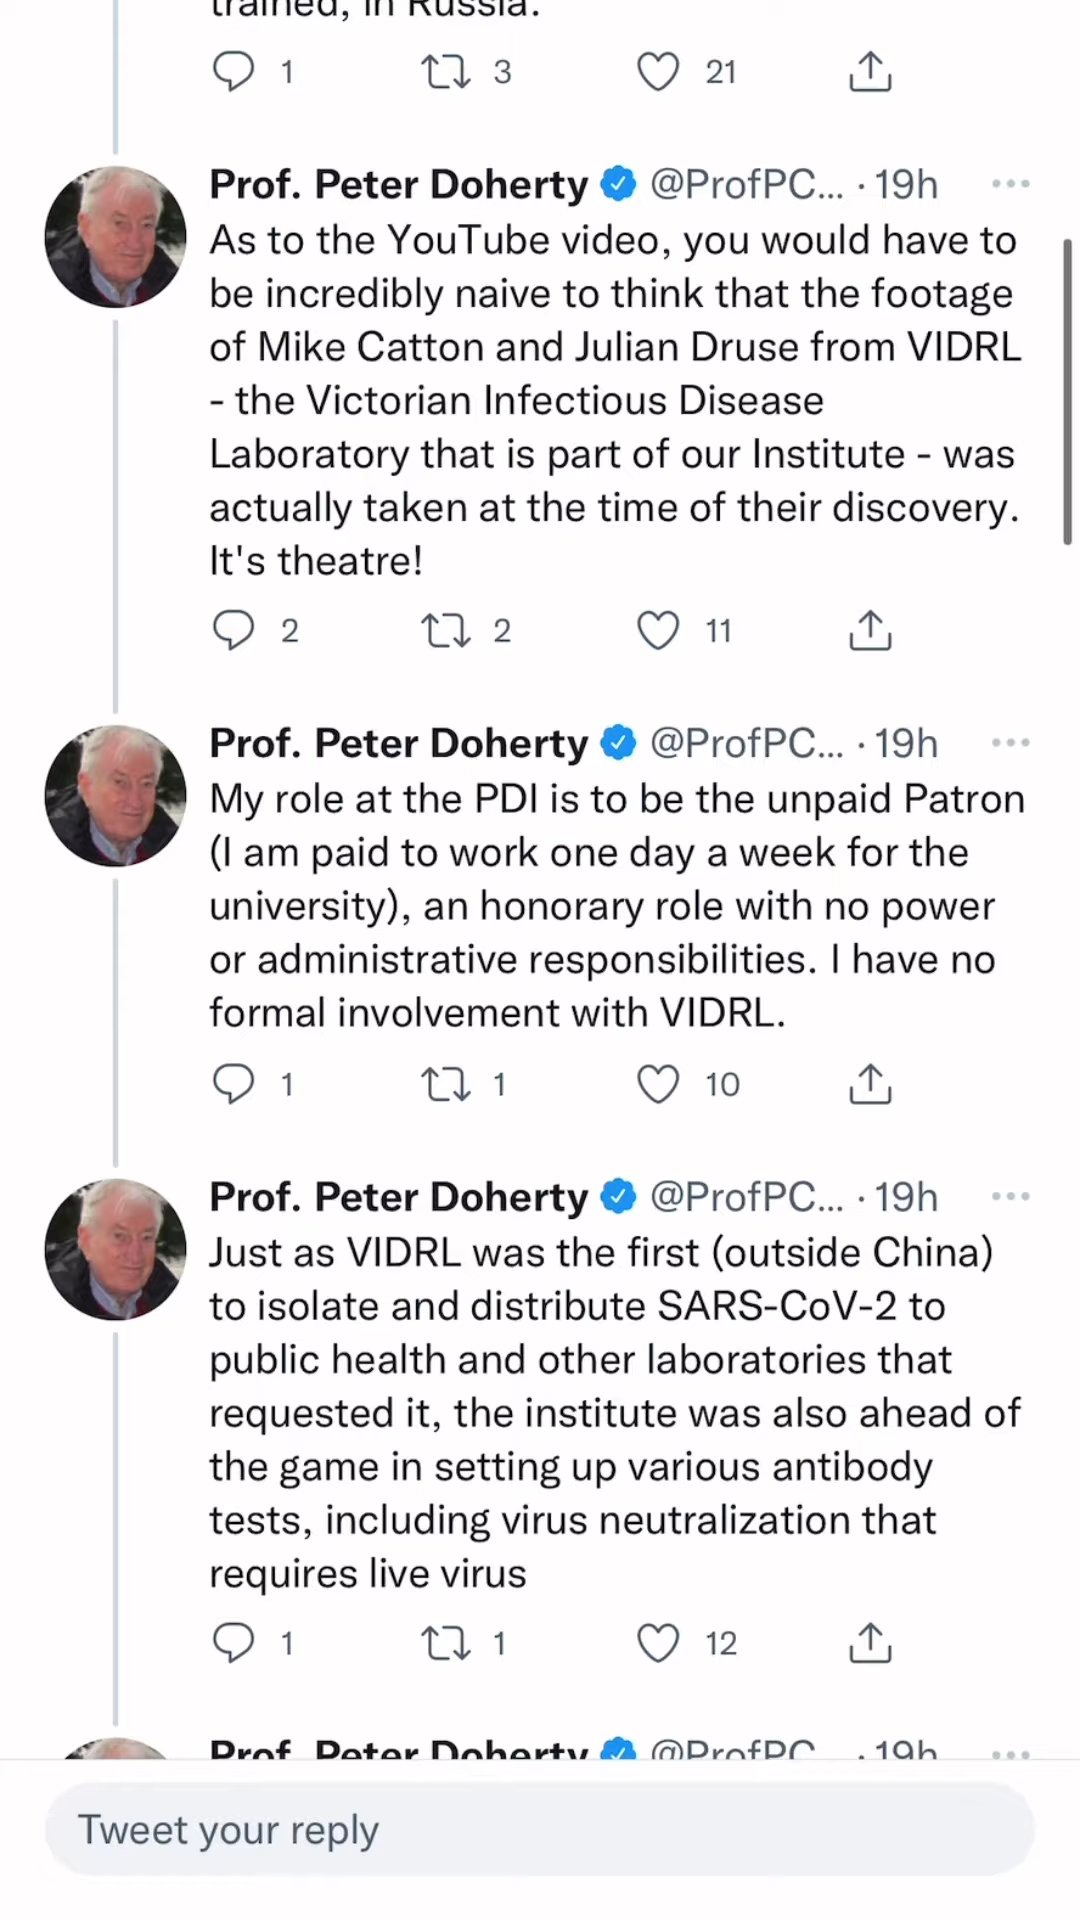 trained, in Russia.
1 3 21
Prof. Peter Doherty @ProfPC... · 19h
As to the YouTube video, you would have to
be incredibly naive to think that the footage
of Mike Catton and Julian Druse from VIDRL
- the Victorian Infectious Disease
Laboratory that is part of our Institute - was
actually taken at the time of their discovery.
It's theatre!
2 2 11
Prof. Peter Doherty @ProfPC... · 19h
My role at the PDI is to be the unpaid Patron
(I am paid to work one day a week for the
university), an honorary role with no power
or administrative responsibilities. I have no
formal involvement with VIDRL.
1 1 10
Prof. Peter Doherty @ProfPC... · 19h
Just as VIDRL was the first (outside China)
to isolate and distribute SARS-CoV-2 to
public health and other laboratories that
requested it, the institute was also ahead of
the game in setting up various antibody
tests, including virus neutralization that
requires live virus
1 1 12
Prof. Peter Doherty @ProfPC... · 19h
Tweet your reply